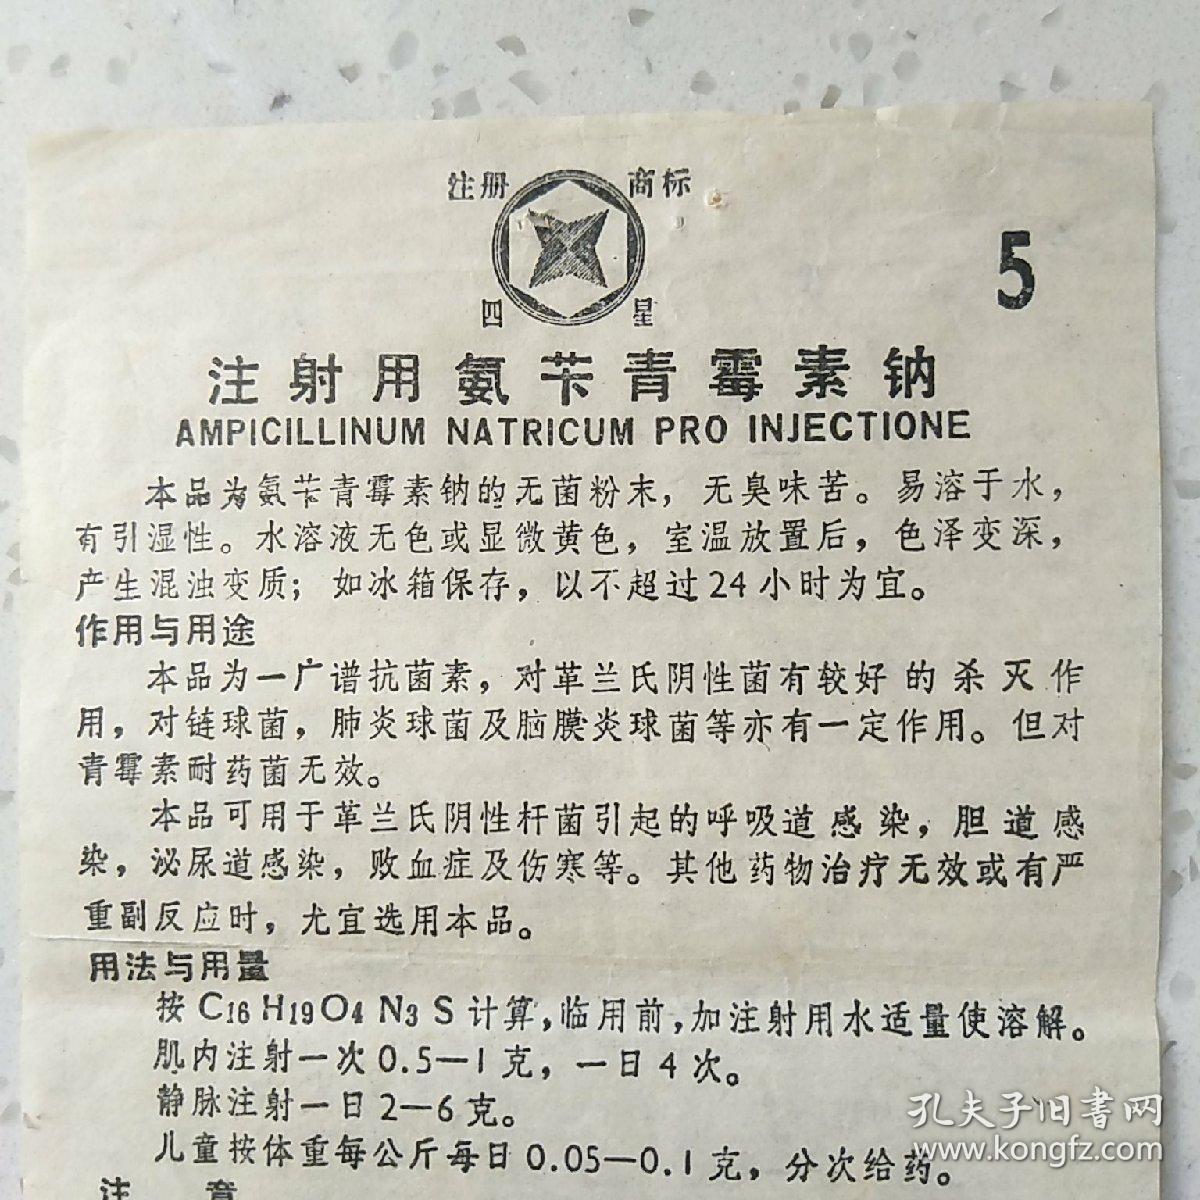 注册 商标
四 星
5
注射用氨苄青霉素钠
AMPICILLINUM NATRICUM PRO INJECTIONE
本品为氨苄青霉素钠的无菌粉末，无臭味苦。易溶于水，
有引湿性。水溶液无色或显微黄色，室温放置后，色泽变深，
产生混浊变质；如冰箱保存，以不超过24小时为宜。
作用与用途
本品为一广谱抗菌素，对革兰氏阴性菌有较好的杀灭作
用，对链球菌，肺炎球菌及脑膜炎球菌等亦有一定作用。但对
青霉素耐药菌无效。
本品可用于革兰氏阴性杆菌引起的呼吸道感染，胆道感
染，泌尿道感染，败血症及伤寒等。其他药物治疗无效或有严
重副反应时，尤宜选用本品。
用法与用量
按C16H19O4N3S计算，临用前，加注射用水适量使溶解。
肌内注射一次0.5—1克，一日4次。
静脉注射一日2—6克。
儿童按体重每公斤每日0.05—0.1克，分次给药。
注 意
孔夫子旧书网
www.kongfz.com